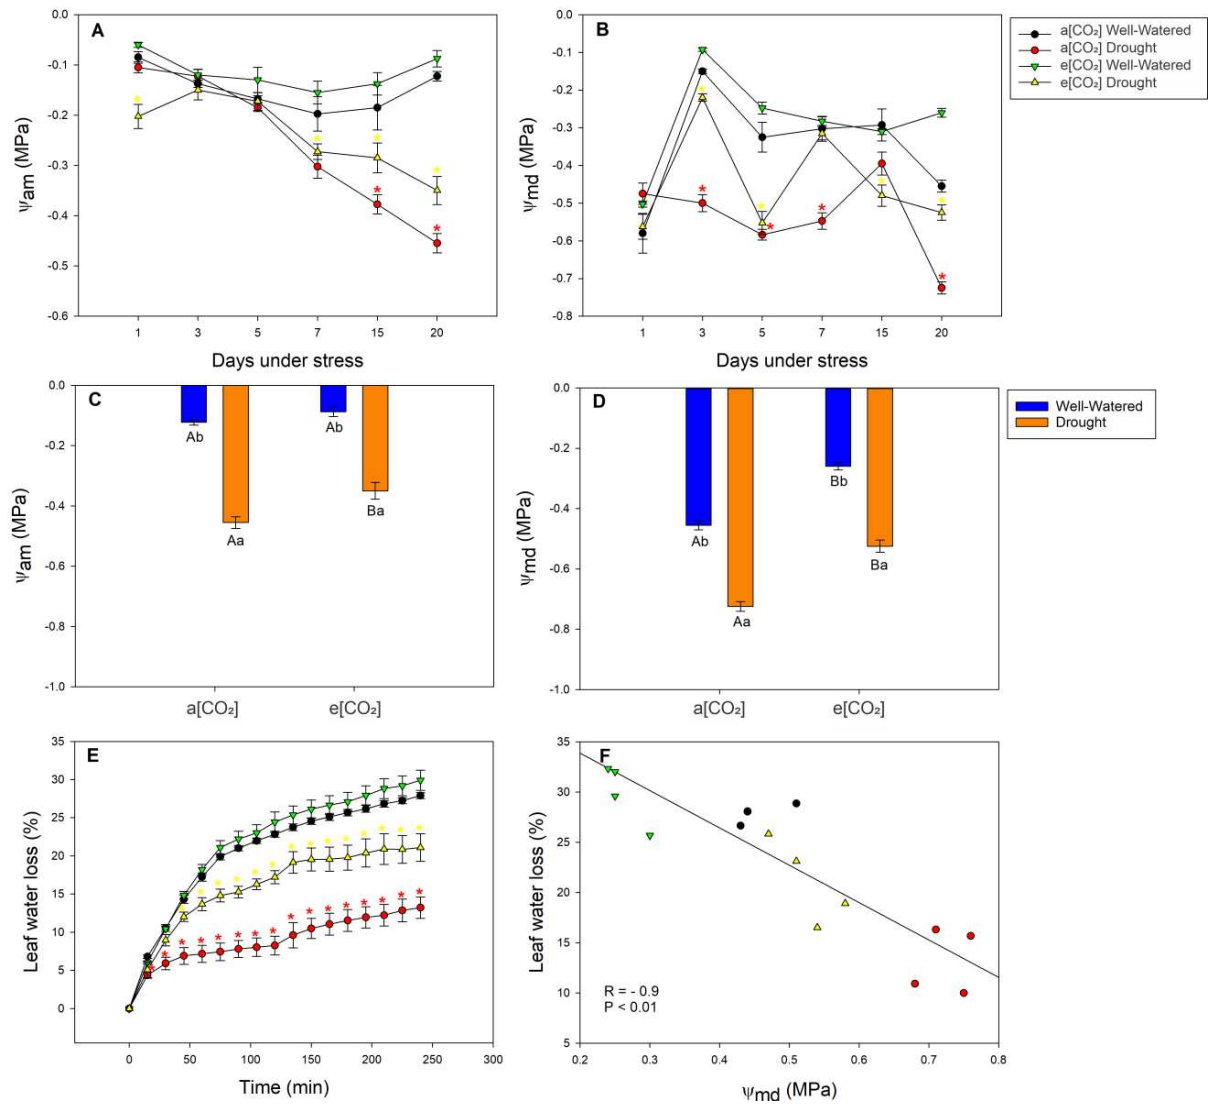 A
0.0
-0.1
-0.2
-0.3
-0.4
-0.5
-0.6
Ψam (MPa)
1 3 5 7 15 20
Days under stress
B
0.0
-0.1
-0.2
-0.3
-0.4
-0.5
-0.6
-0.7
-0.8
Ψmd (MPa)
1 3 5 7 15 20
Days under stress
a[CO₂] Well-Watered
a[CO₂] Drought
e[CO₂] Well-Watered
e[CO₂] Drought
C
0.0
-0.2
-0.4
-0.6
-0.8
-1.0
Ψam (MPa)
Ab
Aa
Ab
Ba
a[CO₂] e[CO₂]
D
0.0
-0.2
-0.4
-0.6
-0.8
-1.0
Ψmd (MPa)
Ab
Aa
Bb
Ba
a[CO₂] e[CO₂]
Well-Watered
Drought
E
35
30
25
20
15
10
5
0
Leaf water loss (%)
0 50 100 150 200 250 300
Time (min)
F
35
30
25
20
15
10
5
Leaf water loss (%)
R = - 0.9
P < 0.01
0.2 0.3 0.4 0.5 0.6 0.7 0.8
Ψmd (MPa)